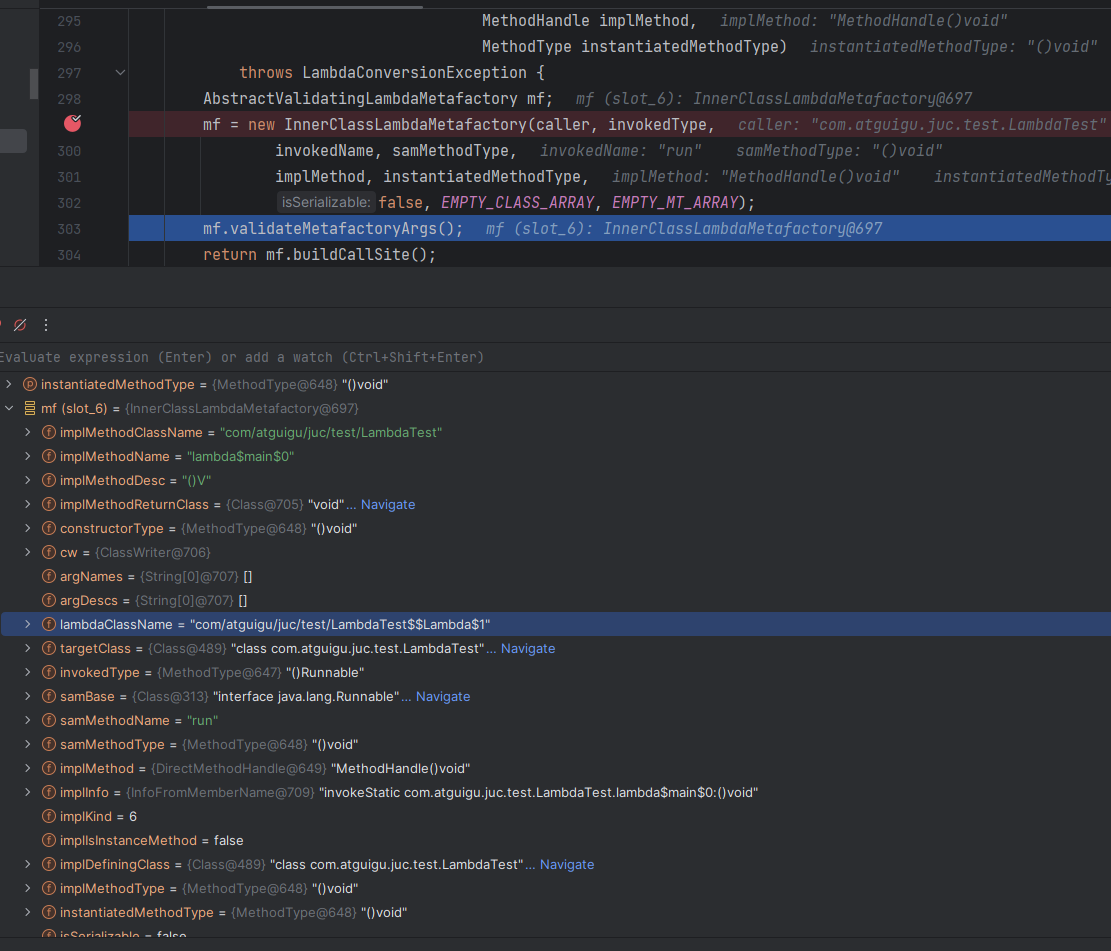 295 MethodHandle implMethod, implMethod: "MethodHandle()void"
296 MethodType instantiatedMethodType) instantiatedMethodType: "()void"
297 throws LambdaConversionException {
298 AbstractValidatingLambdaMetafactory mf; mf (slot_6): InnerClassLambdaMetafactory@697
mf = new InnerClassLambdaMetafactory(caller, invokedType, caller: "com.atguigu.juc.test.LambdaTest"
300 invokedName, samMethodType, invokedName: "run" samMethodType: "()void"
301 implMethod, instantiatedMethodType, implMethod: "MethodHandle()void" instantiatedMethodTy
302 isSerializable: false, EMPTY_CLASS_ARRAY, EMPTY_MT_ARRAY);
303 mf.validateMetafactoryArgs(); mf (slot_6): InnerClassLambdaMetafactory@697
304 return mf.buildCallSite();
Evaluate expression (Enter) or add a watch (Ctrl+Shift+Enter)
instantiatedMethodType = {MethodType@648} "()void"
mf (slot_6) = {InnerClassLambdaMetafactory@697}
implMethodClassName = "com/atguigu/juc/test/LambdaTest"
implMethodName = "lambda$main$0"
implMethodDesc = "()V"
implMethodReturnClass = {Class@705} "void"... Navigate
constructorType = {MethodType@648} "()void"
cw = {ClassWriter@706}
argNames = {String[0]@707} []
argDescs = {String[0]@707} []
lambdaClassName = "com/atguigu/juc/test/LambdaTest$$Lambda$1"
targetClass = {Class@489} "class com.atguigu.juc.test.LambdaTest"... Navigate
invokedType = {MethodType@647} "()Runnable"
samBase = {Class@313} "interface java.lang.Runnable"... Navigate
samMethodName = "run"
samMethodType = {MethodType@648} "()void"
implMethod = {DirectMethodHandle@649} "MethodHandle()void"
implInfo = {InfoFromMemberName@709} "invokeStatic com.atguigu.juc.test.LambdaTest.lambda$main$0:()void"
implKind = 6
implIsInstanceMethod = false
implDefiningClass = {Class@489} "class com.atguigu.juc.test.LambdaTest"... Navigate
implMethodType = {MethodType@648} "()void"
instantiatedMethodType = {MethodType@648} "()void"
isSerializable = false